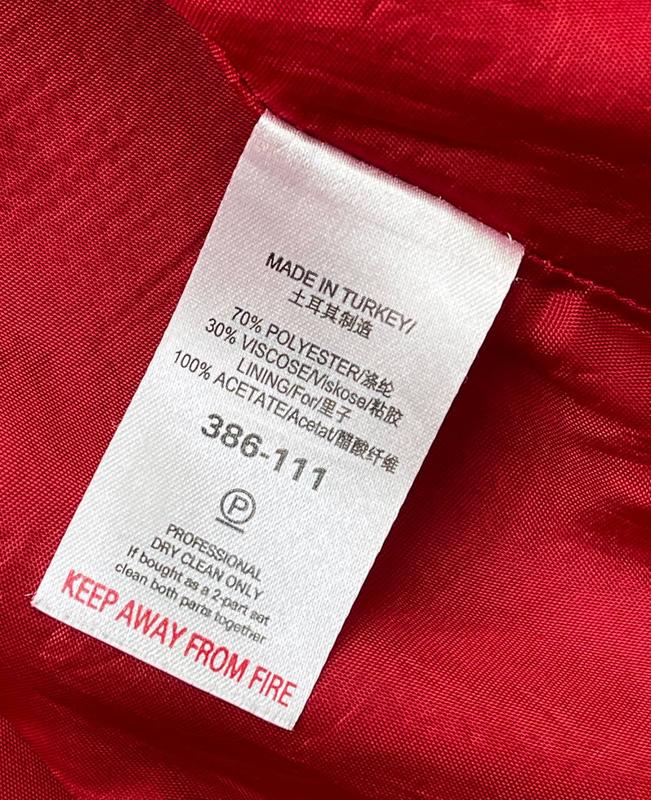 MADE IN TURKEY/
土耳其制造
70% POLYESTER/涤纶
30% VISCOSE/Viskose/粘胶
LINING/For/里子
100% ACETATE/Acetat/醋酸纤维
386-111
P
PROFESSIONAL
DRY CLEAN ONLY
If bought as a 2-part set
clean both parts together
KEEP AWAY FROM FIRE